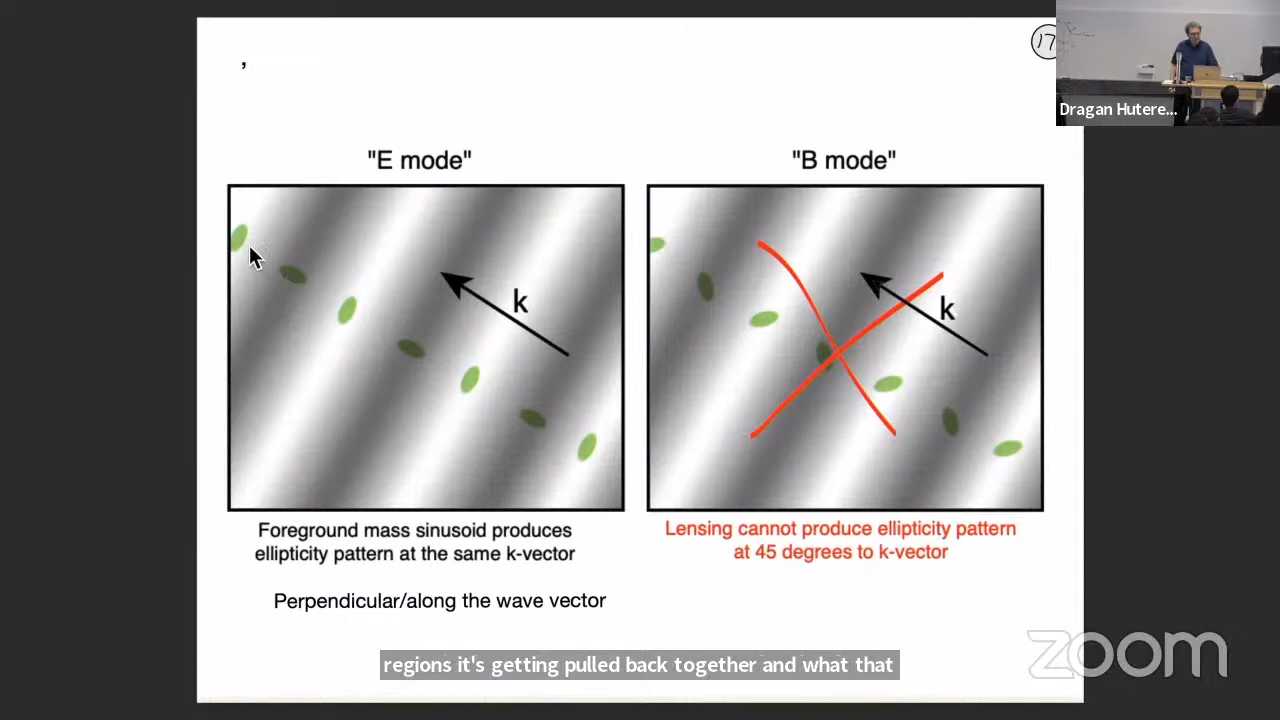 ,
17
"E mode"
"B mode"
k
k
Foreground mass sinusoid produces
ellipticity pattern at the same k-vector
Lensing cannot produce ellipticity pattern
at 45 degrees to k-vector
Perpendicular/along the wave vector
regions it's getting pulled back together and what that
Dragan Hutere...
zoom